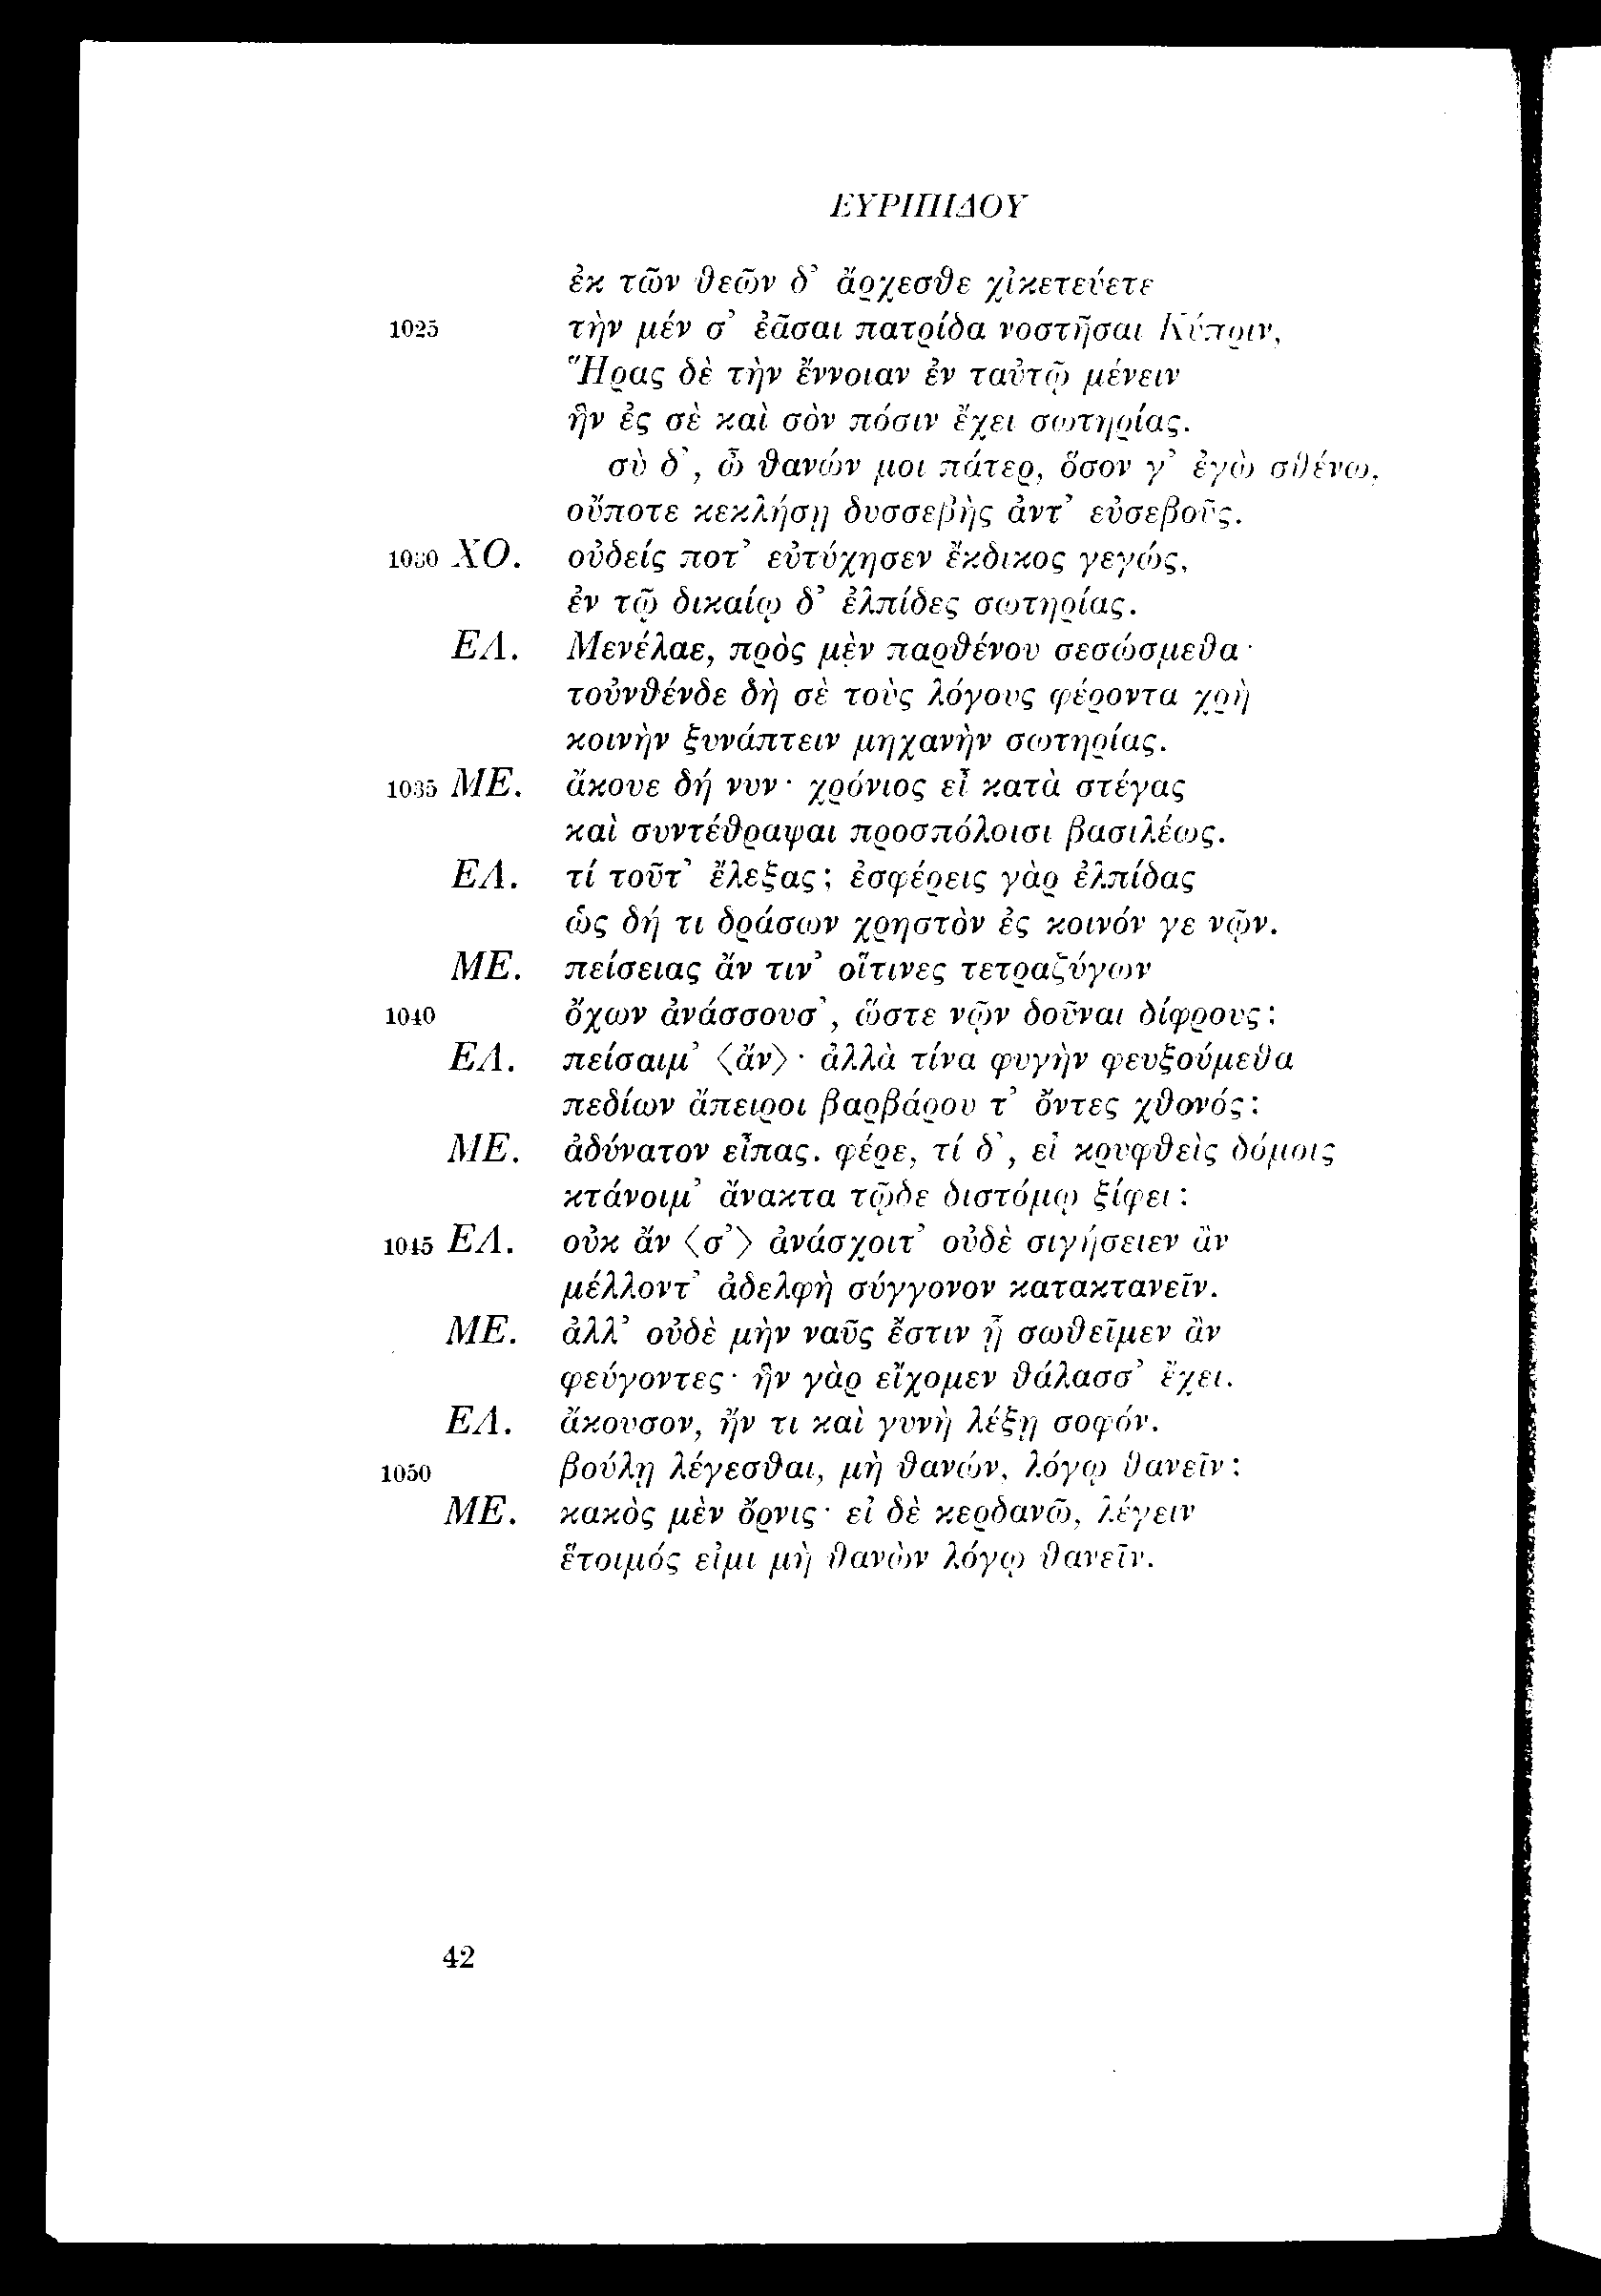 ΕΥΡΙΠΙΔΟΥ
ἐκ τῶν θεῶν δ' ἄρχεσθε χἰκετεύετε
1025 τὴν μέν σ' ἐᾶσαι πατρίδα νοστῆσαι Κύπριν,
Ἥρας δὲ τὴν ἔννοιαν ἐν ταὐτῷ μένειν
ἣν ἐς σὲ καὶ σὸν πόσιν ἔχει σωτηρίας.
σὺ δ', ὦ θανών μοι πάτερ, ὅσον γ' ἐγὼ σθένω,
οὔποτε κεκλήσῃ δυσσεβὴς ἀντ' εὐσεβοῦς.
1030 ΧΟ. οὐδείς ποτ' εὐτύχησεν ἔκδικος γεγώς,
ἐν τῷ δικαίῳ δ' ἐλπίδες σωτηρίας.
ΕΛ. Μενέλαε, πρὸς μὲν παρθένου σεσώσμεθα·
τοὐνθένδε δὴ σὲ τοὺς λόγους φέροντα χρὴ
κοινὴν ξυνάπτειν μηχανὴν σωτηρίας.
1035 ΜΕ. ἄκουε δή νυν· χρόνιος εἶ κατὰ στέγας
καὶ συντέθραψαι προσπόλοισι βασιλέως.
ΕΛ. τί τοῦτ' ἔλεξας; ἐσφέρεις γὰρ ἐλπίδας
ὡς δή τι δράσων χρηστὸν ἐς κοινόν γε νῷν.
ΜΕ. πείσειας ἄν τιν' οἵτινες τετραζύγων
1040 ὄχων ἀνάσσουσ', ὥστε νῷν δοῦναι δίφρους;
ΕΛ. πείσαιμ' ⟨ἄν⟩· ἀλλὰ τίνα φυγὴν φευξούμεθα
πεδίων ἄπειροι βαρβάρου τ' ὄντες χθονός;
ΜΕ. ἀδύνατον εἶπας. φέρε, τί δ', εἰ κρυφθεὶς δόμοις
κτάνοιμ' ἄνακτα τῷδε διστόμῳ ξίφει;
1045 ΕΛ. οὐκ ἄν ⟨σ'⟩ ἀνάσχοιτ' οὐδὲ σιγήσειεν ἂν
μέλλοντ' ἀδελφὴ σύγγονον κατακτανεῖν.
ΜΕ. ἀλλ' οὐδὲ μὴν ναῦς ἔστιν ᾗ σωθεῖμεν ἂν
φεύγοντες· ἣν γὰρ εἴχομεν θάλασσ' ἔχει.
ΕΛ. ἄκουσον, ἤν τι καὶ γυνὴ λέξῃ σοφόν.
1050 βούλῃ λέγεσθαι, μὴ θανών, λόγῳ θανεῖν;
ΜΕ. κακὸς μὲν ὄρνις· εἰ δὲ κερδανῶ, λέγειν
ἕτοιμός εἰμι μὴ θανὼν λόγῳ θανεῖν.
42